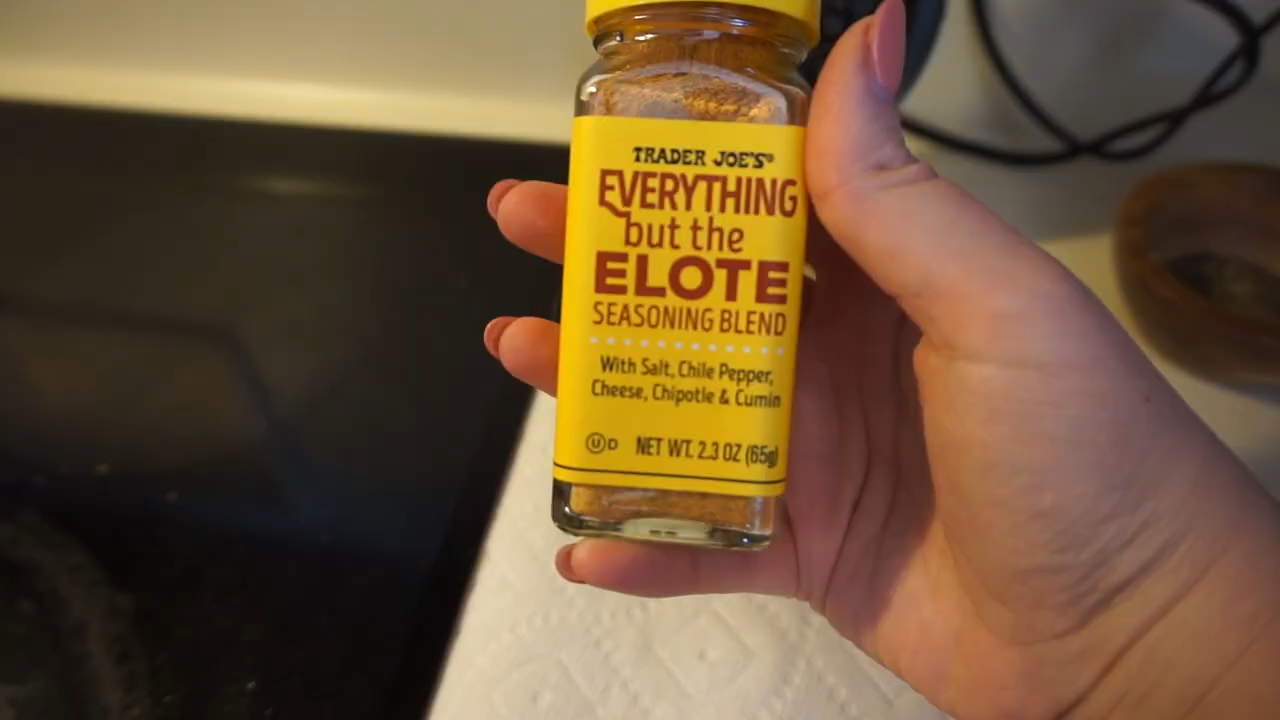 TRADER JOE'S®
EVERYTHING
but the
ELOTE
SEASONING BLEND
With Salt, Chile Pepper,
Cheese, Chipotle & Cumin
Ⓤ D NET WT. 2.3 OZ (65g)